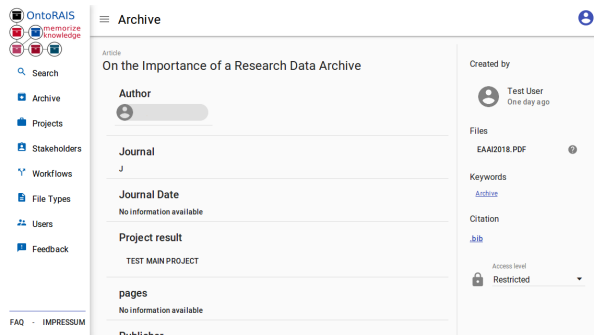 OntoRAIS
memorize
knowledge
Search
Archive
Projects
Stakeholders
Workflows
File Types
Users
Feedback
FAQ - IMPRESSUM
Archive
Article
On the Importance of a Research Data Archive
Author
Journal
J
Journal Date
No information available
Project result
TEST MAIN PROJECT
pages
No information available
Publisher
Created by
Test User
One day ago
Files
EAAI2018.PDF
Keywords
Archive
Citation
.bib
Access level
Restricted